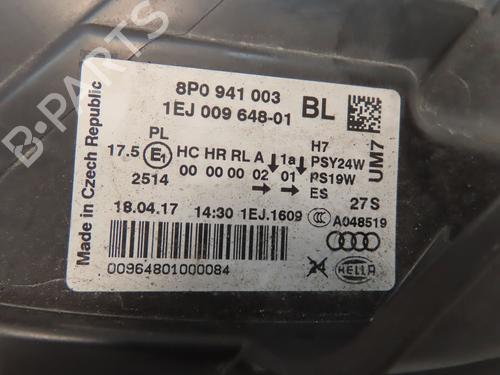 8P0 941 003 BL
1EJ 009 648-01
Made in Czech Republic
PL
17.5 E1 HC HR RL A 1a H7
PSY24W
00 00 00 02 01 PS19W
2514 ES
UM7
27S
18.04.17 14:30 1EJ.1609 CCC A048519
00964801000084
HELLA
B-PARTS